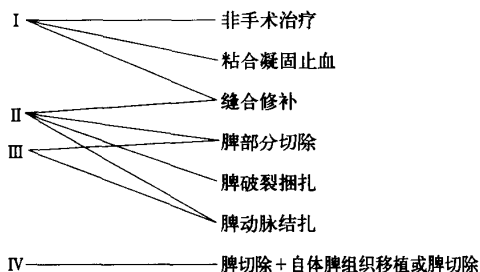 Ⅰ 非手术治疗
粘合凝固止血
缝合修补
Ⅱ
脾部分切除
Ⅲ
脾破裂捆扎
脾动脉结扎
Ⅳ 脾切除+自体脾组织移植或脾切除